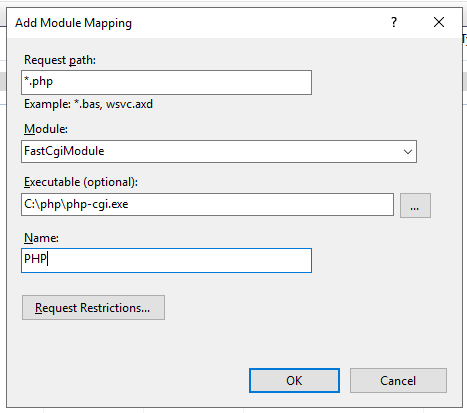 Add Module Mapping
?
Request path:
*.php
Example: *.bas, wsvc.axd
Module:
FastCgiModule
Executable (optional):
C:\php\php-cgi.exe
...
Name:
PHP
Request Restrictions...
OK
Cancel